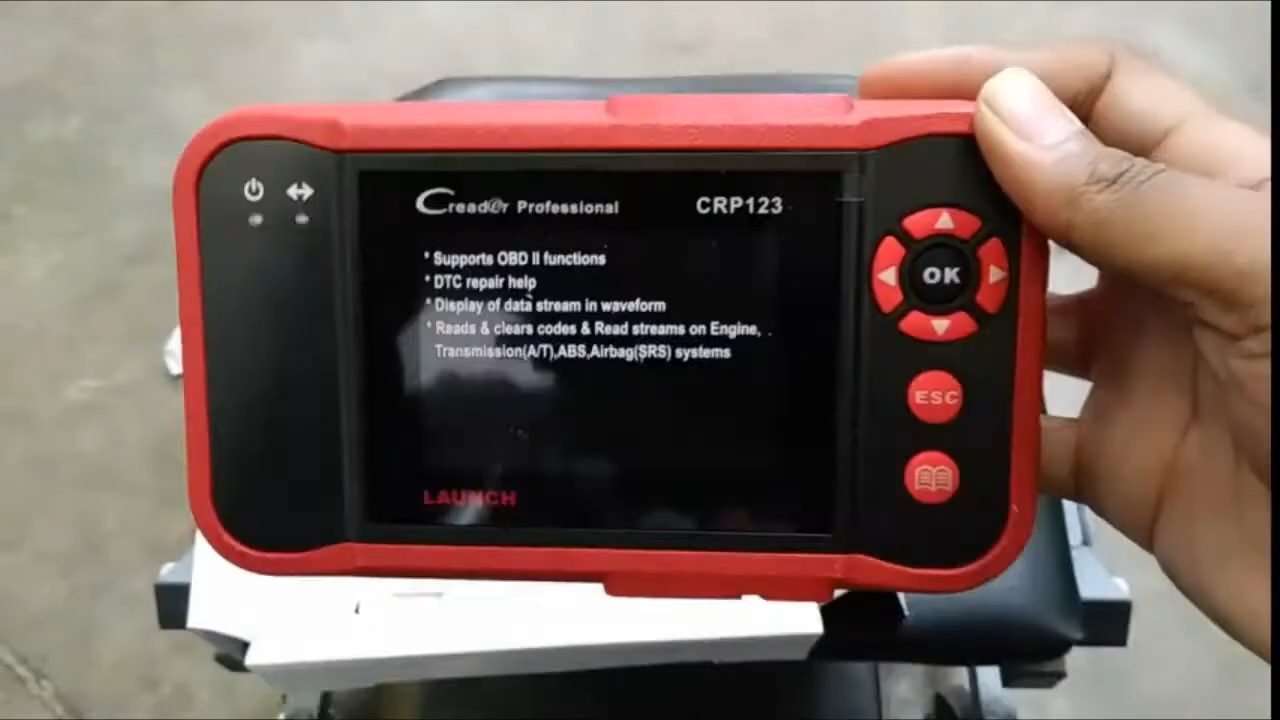 Creader Professional CRP123
* Supports OBD II functions
* DTC repair help
* Display of data stream in waveform
* Reads & clears codes & Read streams on Engine,
Transmission(A/T),ABS,Airbag(SRS) systems
LAUNCH
OK
ESC